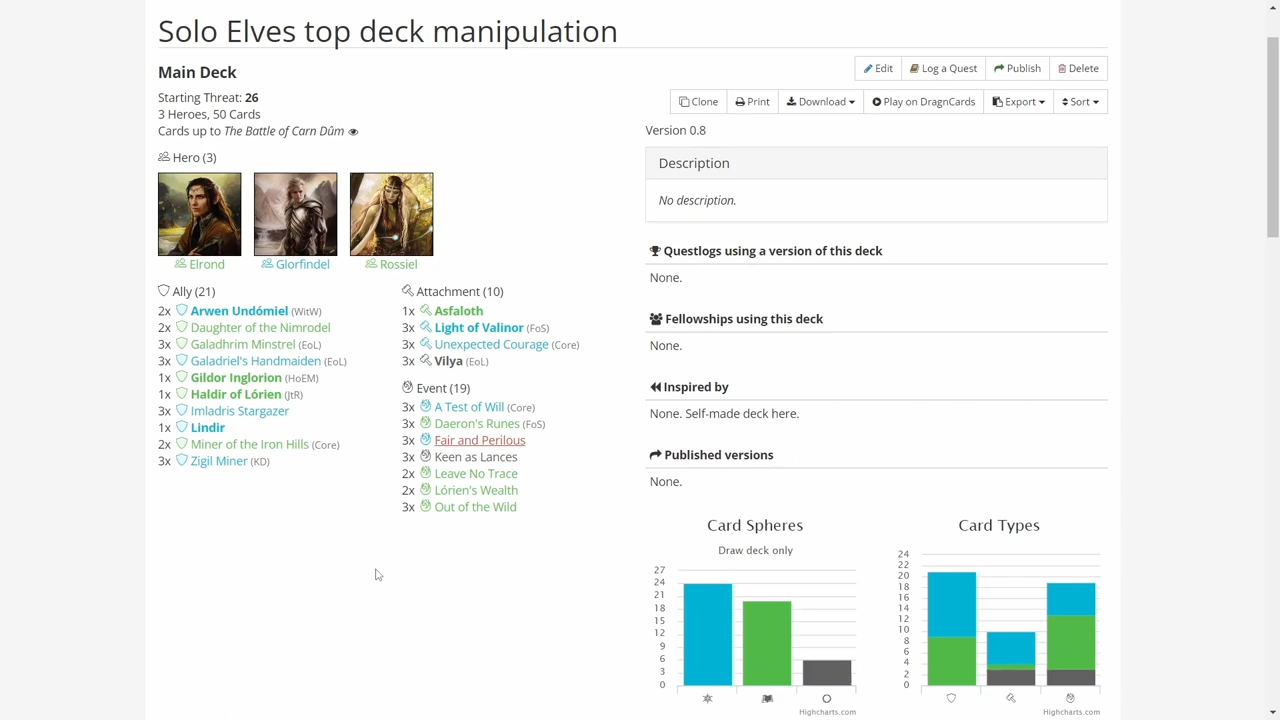 Solo Elves top deck manipulation
Main Deck
Starting Threat: 26
3 Heroes, 50 Cards
Cards up to The Battle of Carn Dûm
Hero (3)
Elrond
Glorfindel
Rossiel
Ally (21)
2x Arwen Undómiel (WitW)
2x Daughter of the Nimrodel
3x Galadhrim Minstrel (EoL)
3x Galadriel's Handmaiden (EoL)
1x Gildor Inglorion (HoEM)
1x Haldir of Lórien (JtR)
3x Imladris Stargazer
1x Lindir
2x Miner of the Iron Hills (Core)
3x Zigil Miner (KD)
Attachment (10)
1x Asfaloth
3x Light of Valinor (FoS)
3x Unexpected Courage (Core)
3x Vilya (EoL)
Event (19)
3x A Test of Will (Core)
3x Daeron's Runes (FoS)
3x Fair and Perilous
3x Keen as Lances
2x Leave No Trace
2x Lórien's Wealth
3x Out of the Wild
Edit
Log a Quest
Publish
Delete
Clone
Print
Download
Play on DragnCards
Export
Sort
Version 0.8
Description
No description.
Questlogs using a version of this deck
None.
Fellowships using this deck
None.
Inspired by
None. Self-made deck here.
Published versions
None.
Card Spheres
Draw deck only
27
24
21
18
15
12
9
6
3
0
Highcharts.com
Card Types
24
22
20
18
16
14
12
10
8
6
4
2
0
Highcharts.com